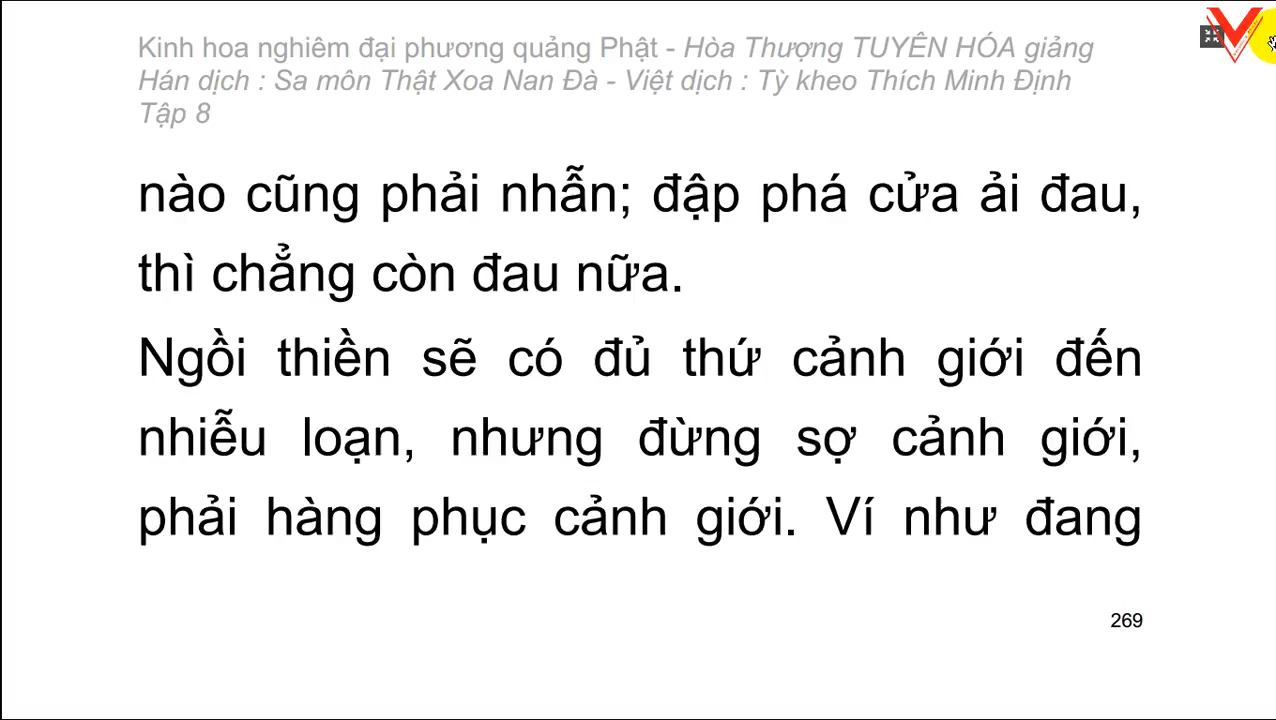 Kinh hoa nghiêm đại phương quảng Phật - Hòa Thượng TUYÊN HÓA giảng
Hán dịch : Sa môn Thật Xoa Nan Đà - Việt dịch : Tỳ kheo Thích Minh Định
Tập 8
nào cũng phải nhẫn; đập phá cửa ải đau,
thì chẳng còn đau nữa.
Ngồi thiền sẽ có đủ thứ cảnh giới đến
nhiễu loạn, nhưng đừng sợ cảnh giới,
phải hàng phục cảnh giới. Ví như đang
269